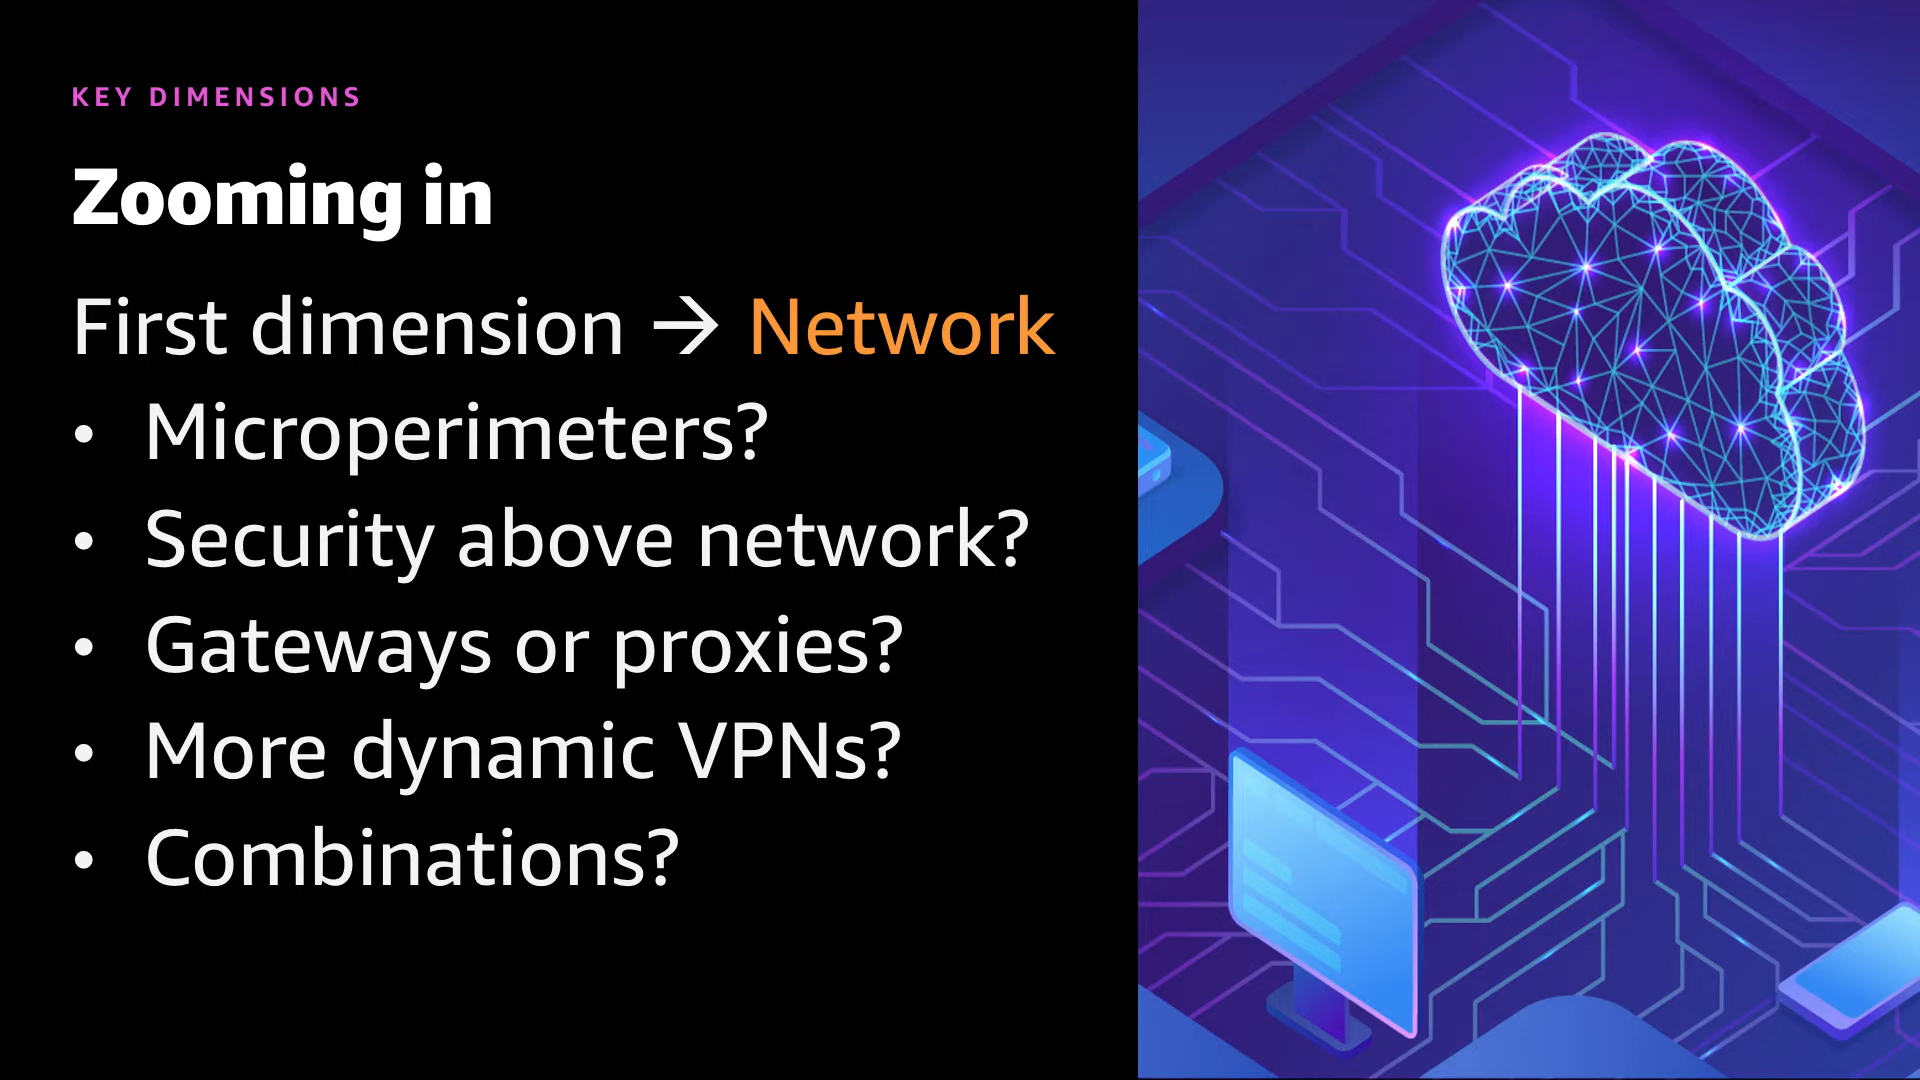 KEY DIMENSIONS
Zooming in
First dimension → Network
• Microperimeters?
• Security above network?
• Gateways or proxies?
• More dynamic VPNs?
• Combinations?